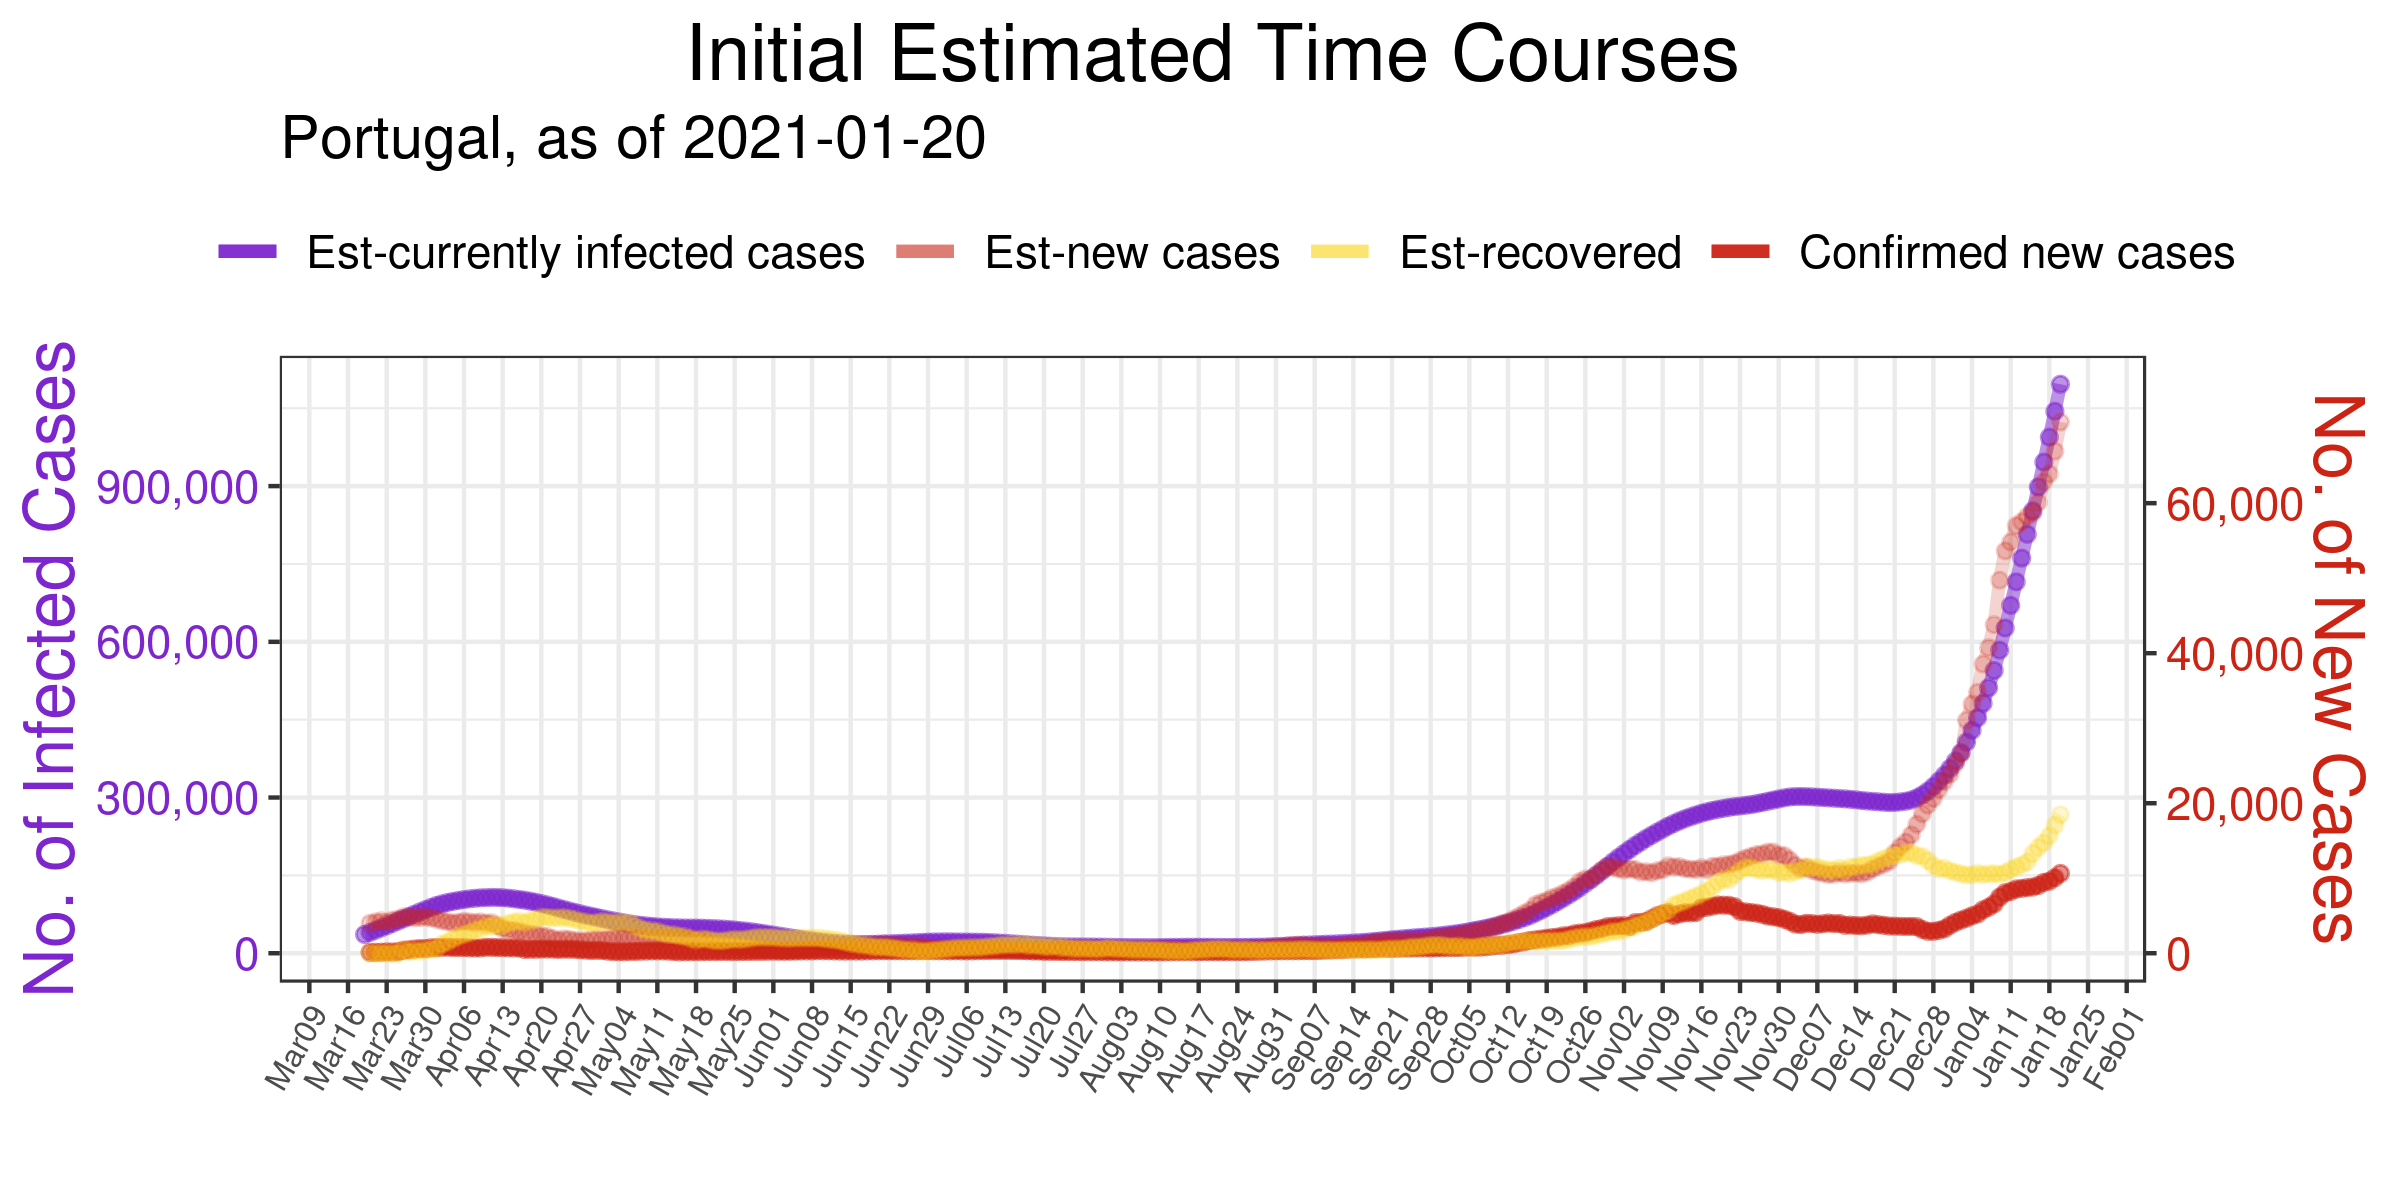 Initial Estimated Time Courses
Portugal, as of 2021-01-20
Est-currently infected cases
Est-new cases
Est-recovered
Confirmed new cases
No. of Infected Cases
900,000
600,000
300,000
0
60,000
40,000
20,000
0
No. of New Cases
Mar09
Mar16
Mar23
Mar30
Apr06
Apr13
Apr20
Apr27
May04
May11
May18
May25
Jun01
Jun08
Jun15
Jun22
Jun29
Jul06
Jul13
Jul20
Jul27
Aug03
Aug10
Aug17
Aug24
Aug31
Sep07
Sep14
Sep21
Sep28
Oct05
Oct12
Oct19
Oct26
Nov02
Nov09
Nov16
Nov23
Nov30
Dec07
Dec14
Dec21
Dec28
Jan04
Jan11
Jan18
Jan25
Feb01